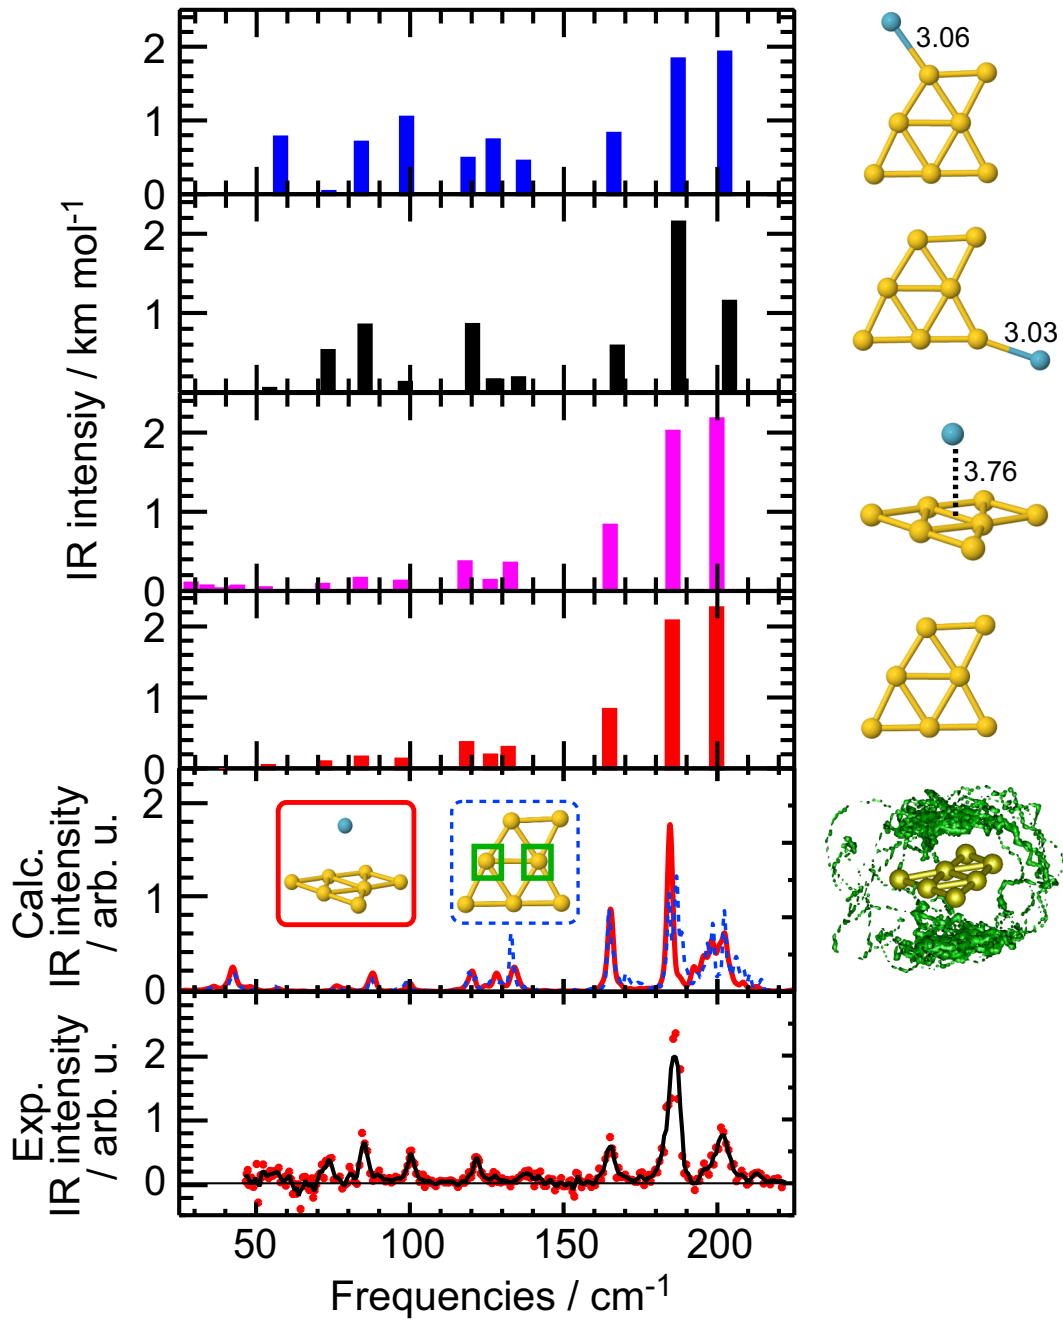 2
1
0
3.06
2
1
3.03
IR intensiy / km mol-1
2
1
0
3.76
2
1
0
Calc.
IR intensity
/ arb. u.
2
1
0
Exp.
IR intensity
/ arb. u.
2
1
0
50 100 150 200
Frequencies / cm-1